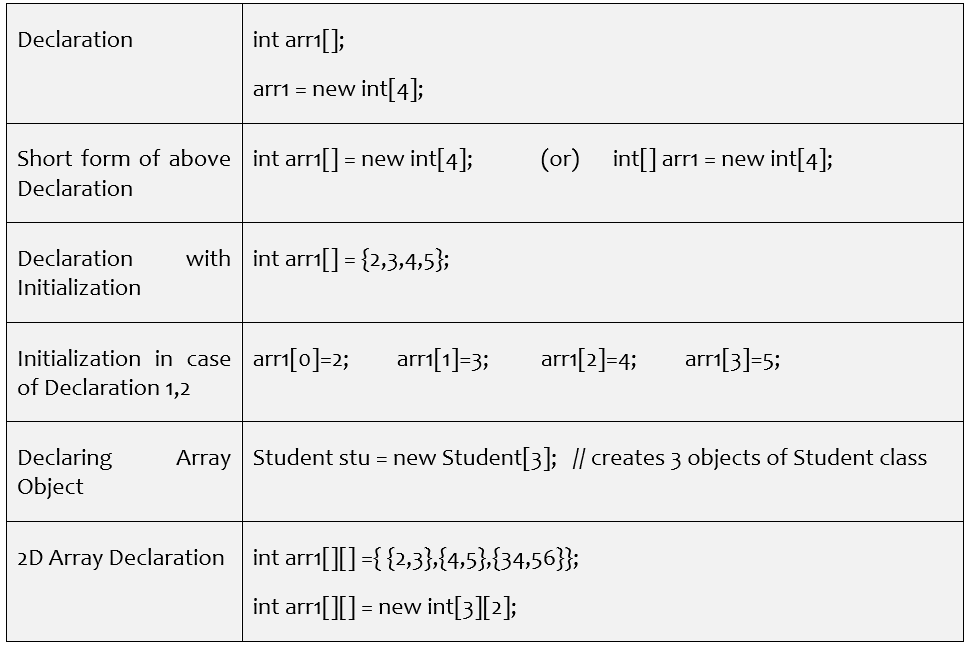 Declaration
int arr1[];
arr1 = new int[4];
Short form of above
Declaration
int arr1[] = new int[4]; (or) int[] arr1 = new int[4];
Declaration with
Initialization
int arr1[] = {2,3,4,5};
Initialization in case
of Declaration 1,2
arr1[0]=2; arr1[1]=3; arr1[2]=4; arr1[3]=5;
Declaring Array
Object
Student stu = new Student[3]; // creates 3 objects of Student class
2D Array Declaration
int arr1[][] ={ {2,3},{4,5},{34,56}};
int arr1[][] = new int[3][2];